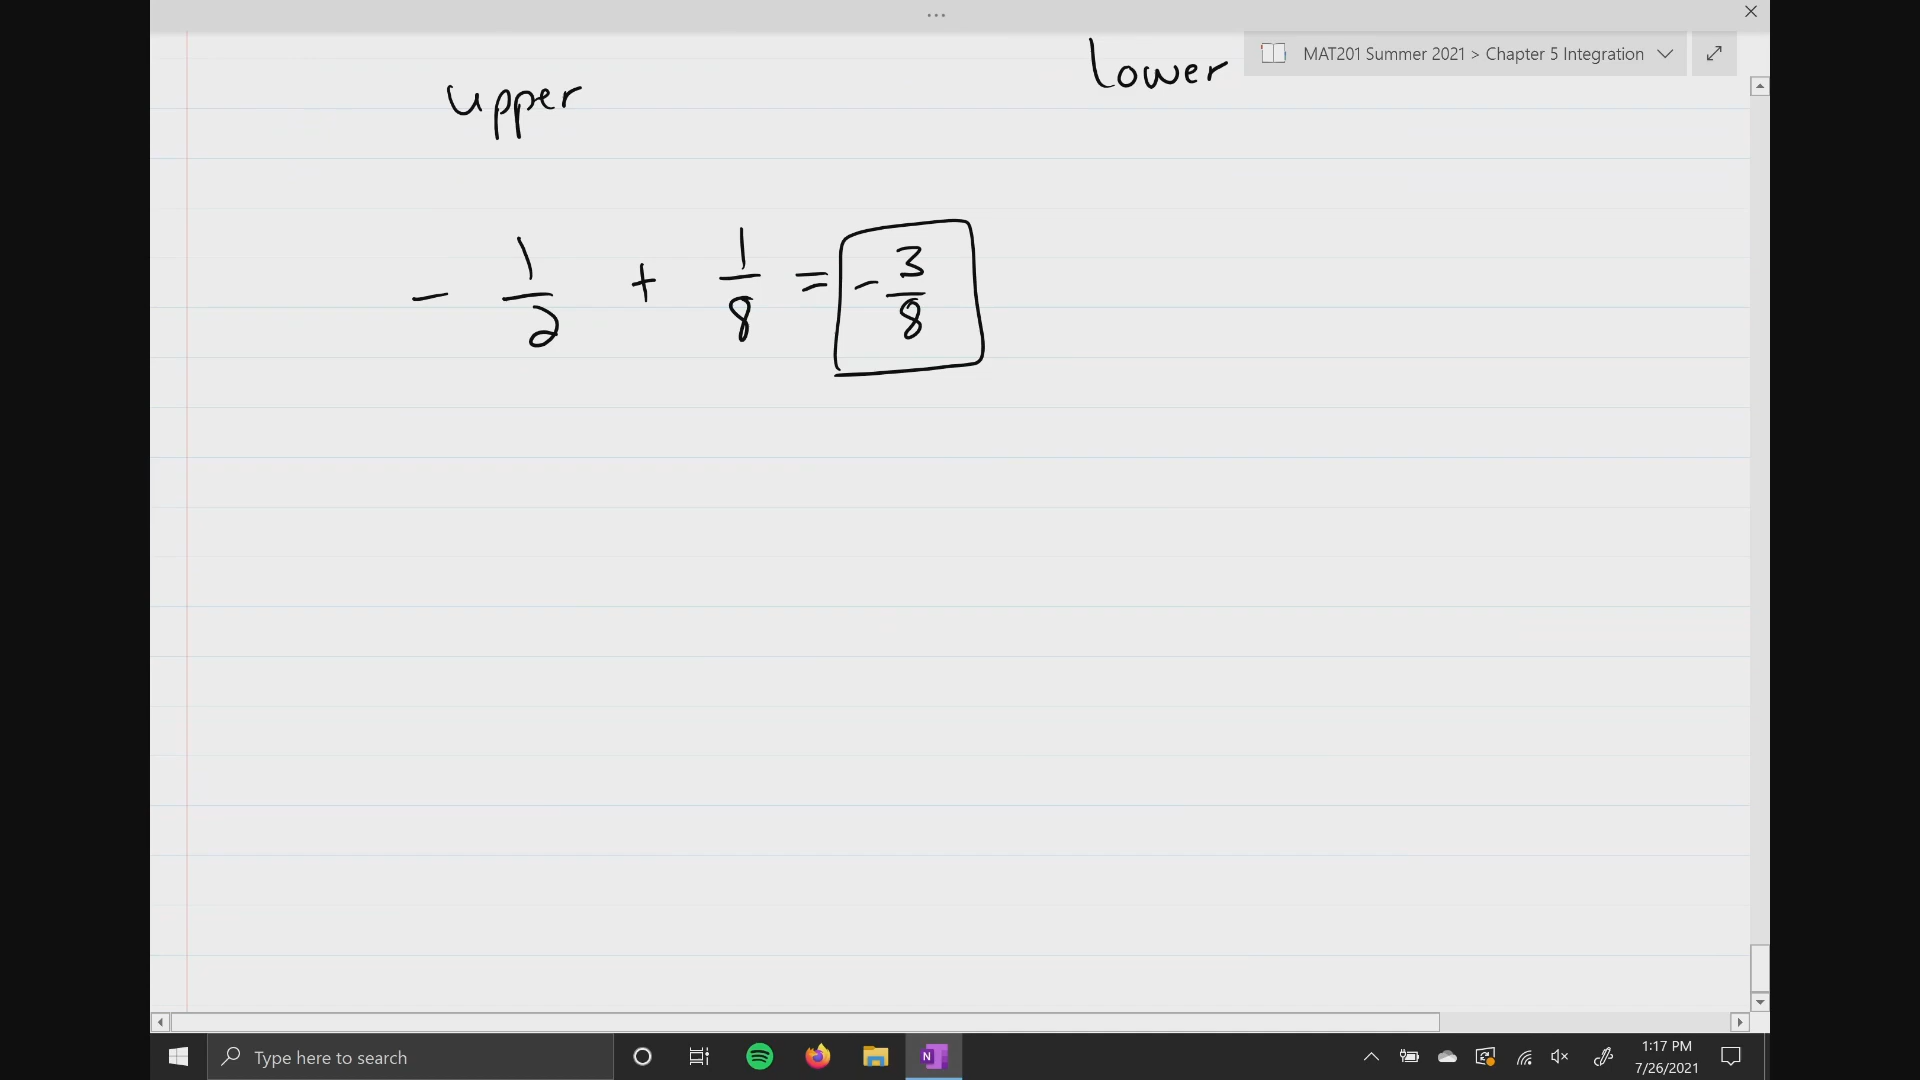 ...
MAT201 Summer 2021 > Chapter 5 Integration
upper
Lower
- 1/2 + 1/8 = - 3/8
Type here to search
N
1:17 PM
7/26/2021